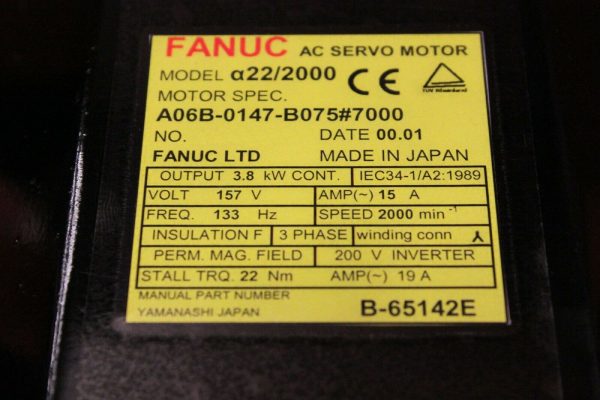 FANUC AC SERVO MOTOR
MODEL α22/2000
CE
TÜV Rheinland
MOTOR SPEC.
A06B-0147-B075#7000
NO. DATE 00.01
FANUC LTD MADE IN JAPAN
OUTPUT 3.8 kW CONT. IEC34-1/A2:1989
VOLT 157 V AMP(~) 15 A
FREQ. 133 Hz SPEED 2000 min⁻¹
INSULATION F 3 PHASE winding conn
PERM. MAG. FIELD 200 V INVERTER
STALL TRQ. 22 Nm AMP(~) 19 A
MANUAL PART NUMBER
YAMANASHI JAPAN B-65142E